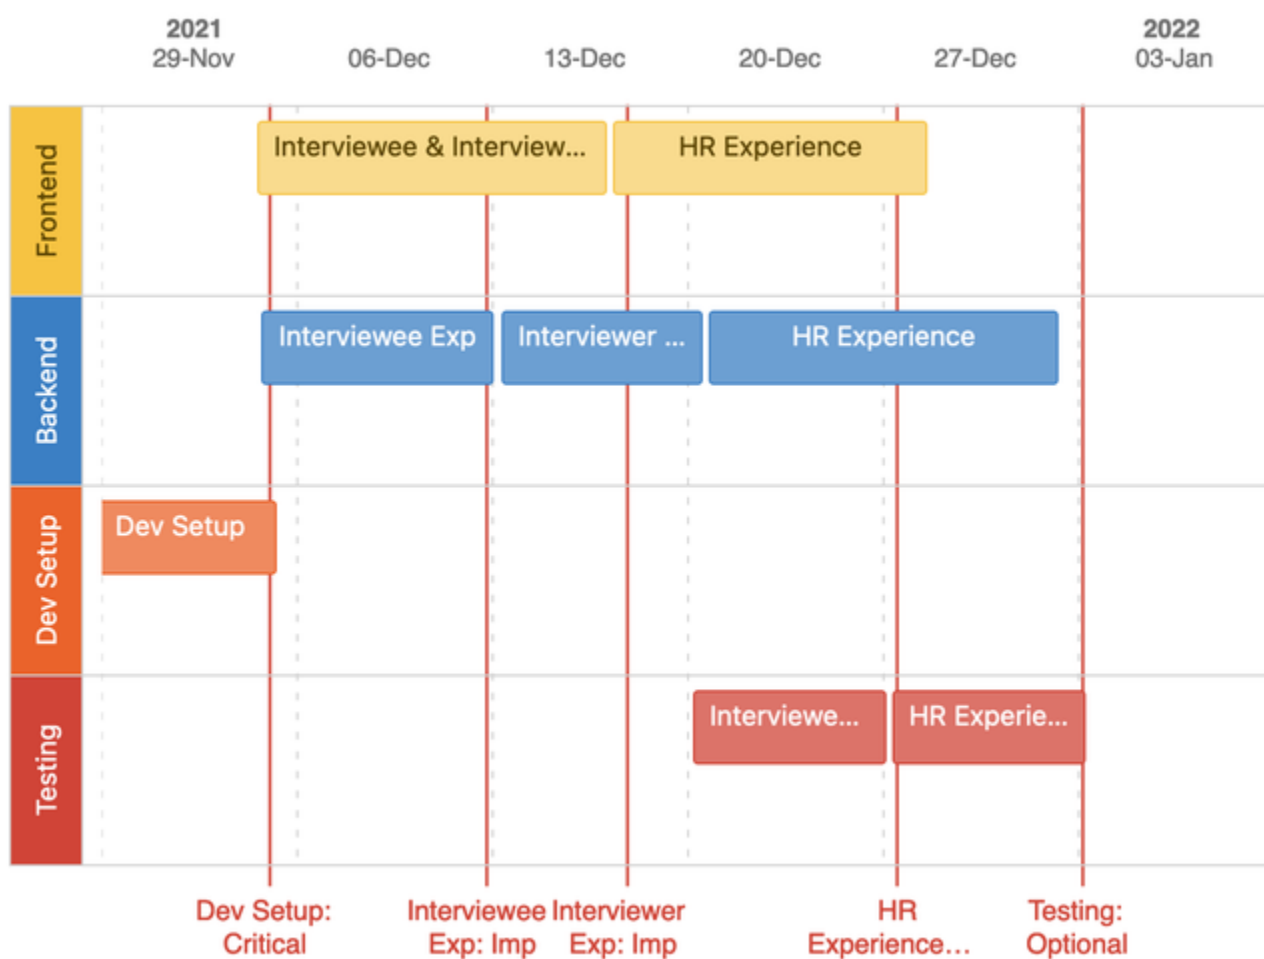 2021
29-Nov
06-Dec
13-Dec
20-Dec
27-Dec
2022
03-Jan
Frontend
Interviewee & Interview...
HR Experience
Backend
Interviewee Exp
Interviewer ...
HR Experience
Dev Setup
Dev Setup
Testing
Interviewe...
HR Experie...
Dev Setup:
Critical
Interviewee
Exp: Imp
Interviewer
Exp: Imp
HR
Experience...
Testing:
Optional